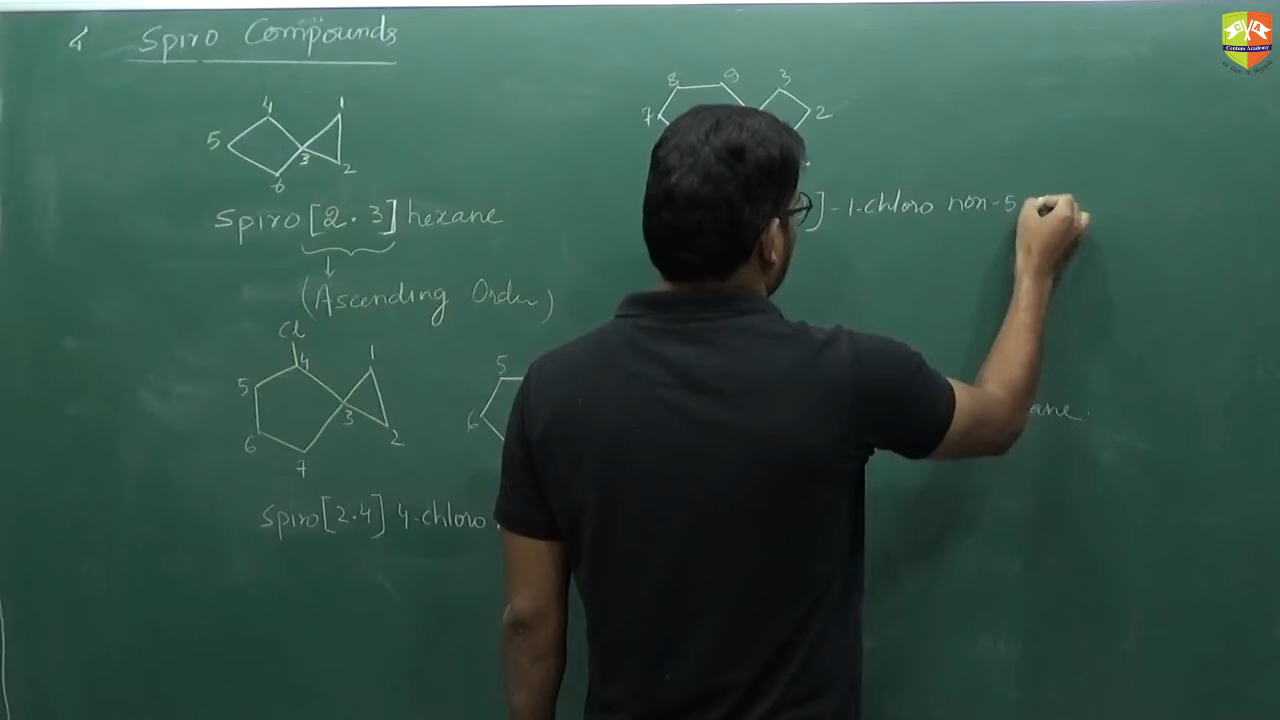 Spiro Compounds
4
1
5
3
2
6
spiro[2.3]hexane
(Ascending Order)
Cl
4
1
5
3
6
2
7
spiro[2.4] 4-chloro
5
6
8
9
3
7
2
]-1-chloro non-5
ane.
Centum Academy